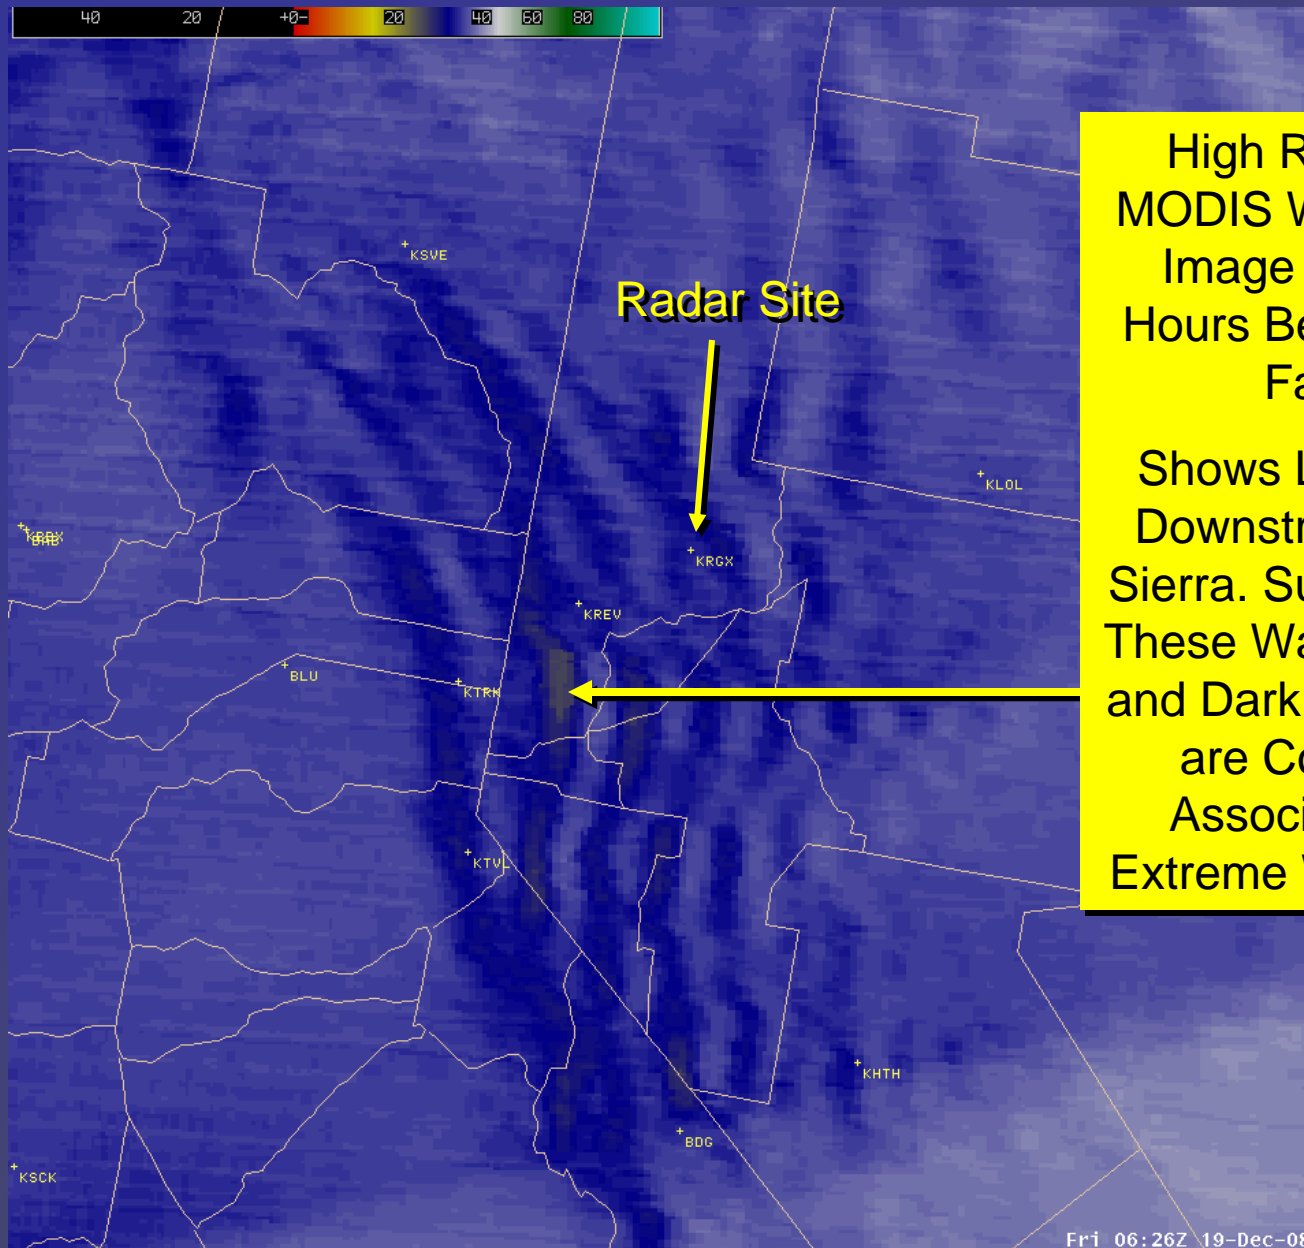 40 20 +0- 20 40 60 80
KSVE
Radar Site
KLOL
KRGX
KREV
BLU
KTVL
KHTH
BDG
KSCK
Fri 06:26Z 19-Dec-08
High R
MODIS
Image
Hours Be
Fa
Shows
Downstr
Sierra. Su
These Wa
and Dark
are Co
Associ
Extreme